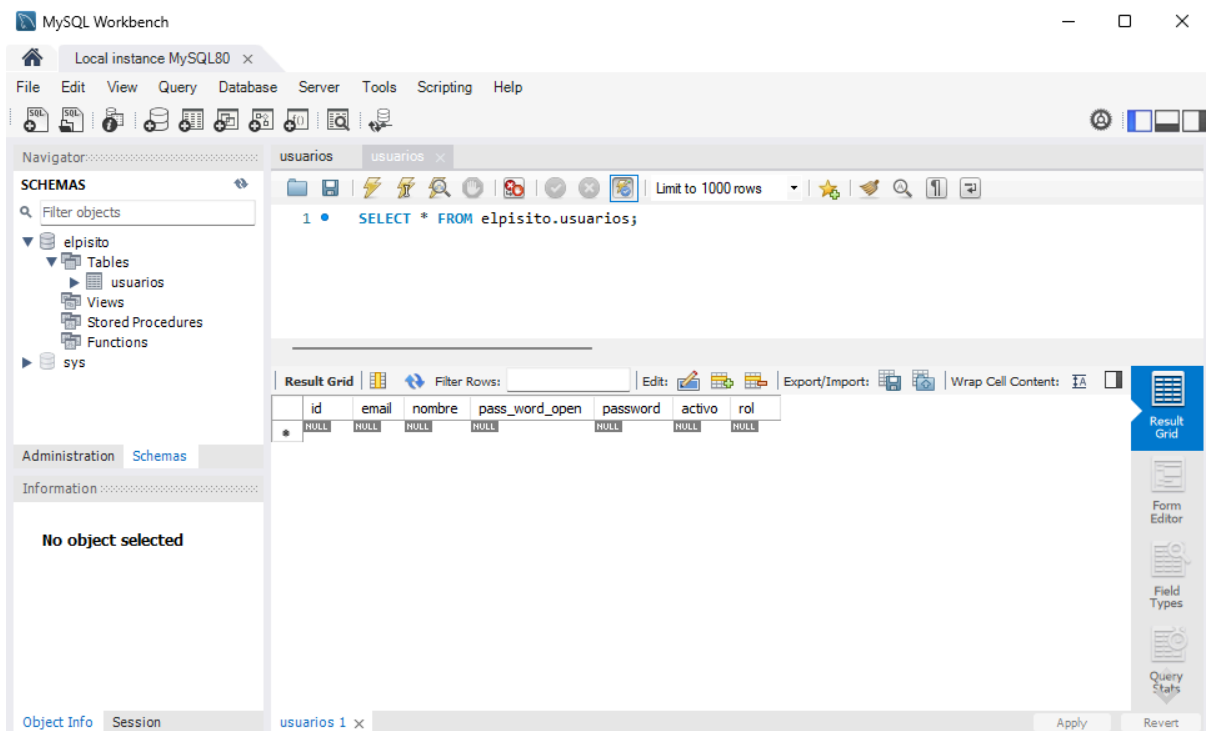 MySQL Workbench
Local instance MySQL80
File Edit View Query Database Server Tools Scripting Help
Navigator
SCHEMAS
Filter objects
elpisito
Tables
usuarios
Views
Stored Procedures
Functions
sys
Administration Schemas
Information
No object selected
Object Info Session
usuarios usuarios
Limit to 1000 rows
1 SELECT * FROM elpisito.usuarios;
Result Grid Filter Rows: Edit: Export/Import: Wrap Cell Content:
id email nombre pass_word_open password activo rol
NULL NULL NULL NULL NULL NULL NULL
Result
Grid
Form
Editor
Field
Types
Query
Stats
usuarios 1
Apply Revert